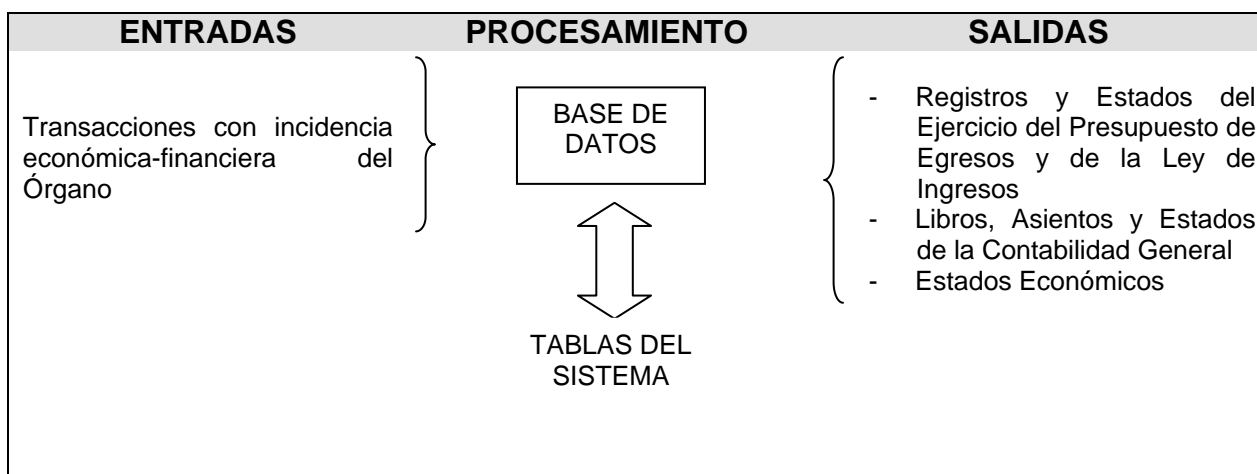 ENTRADAS PROCESAMIENTO SALIDAS
Transacciones con incidencia
económica-financiera del
Órgano
BASE DE
DATOS
TABLAS DEL
SISTEMA
- Registros y Estados del
Ejercicio del Presupuesto de
Egresos y de la Ley de
Ingresos
- Libros, Asientos y Estados
de la Contabilidad General
- Estados Económicos